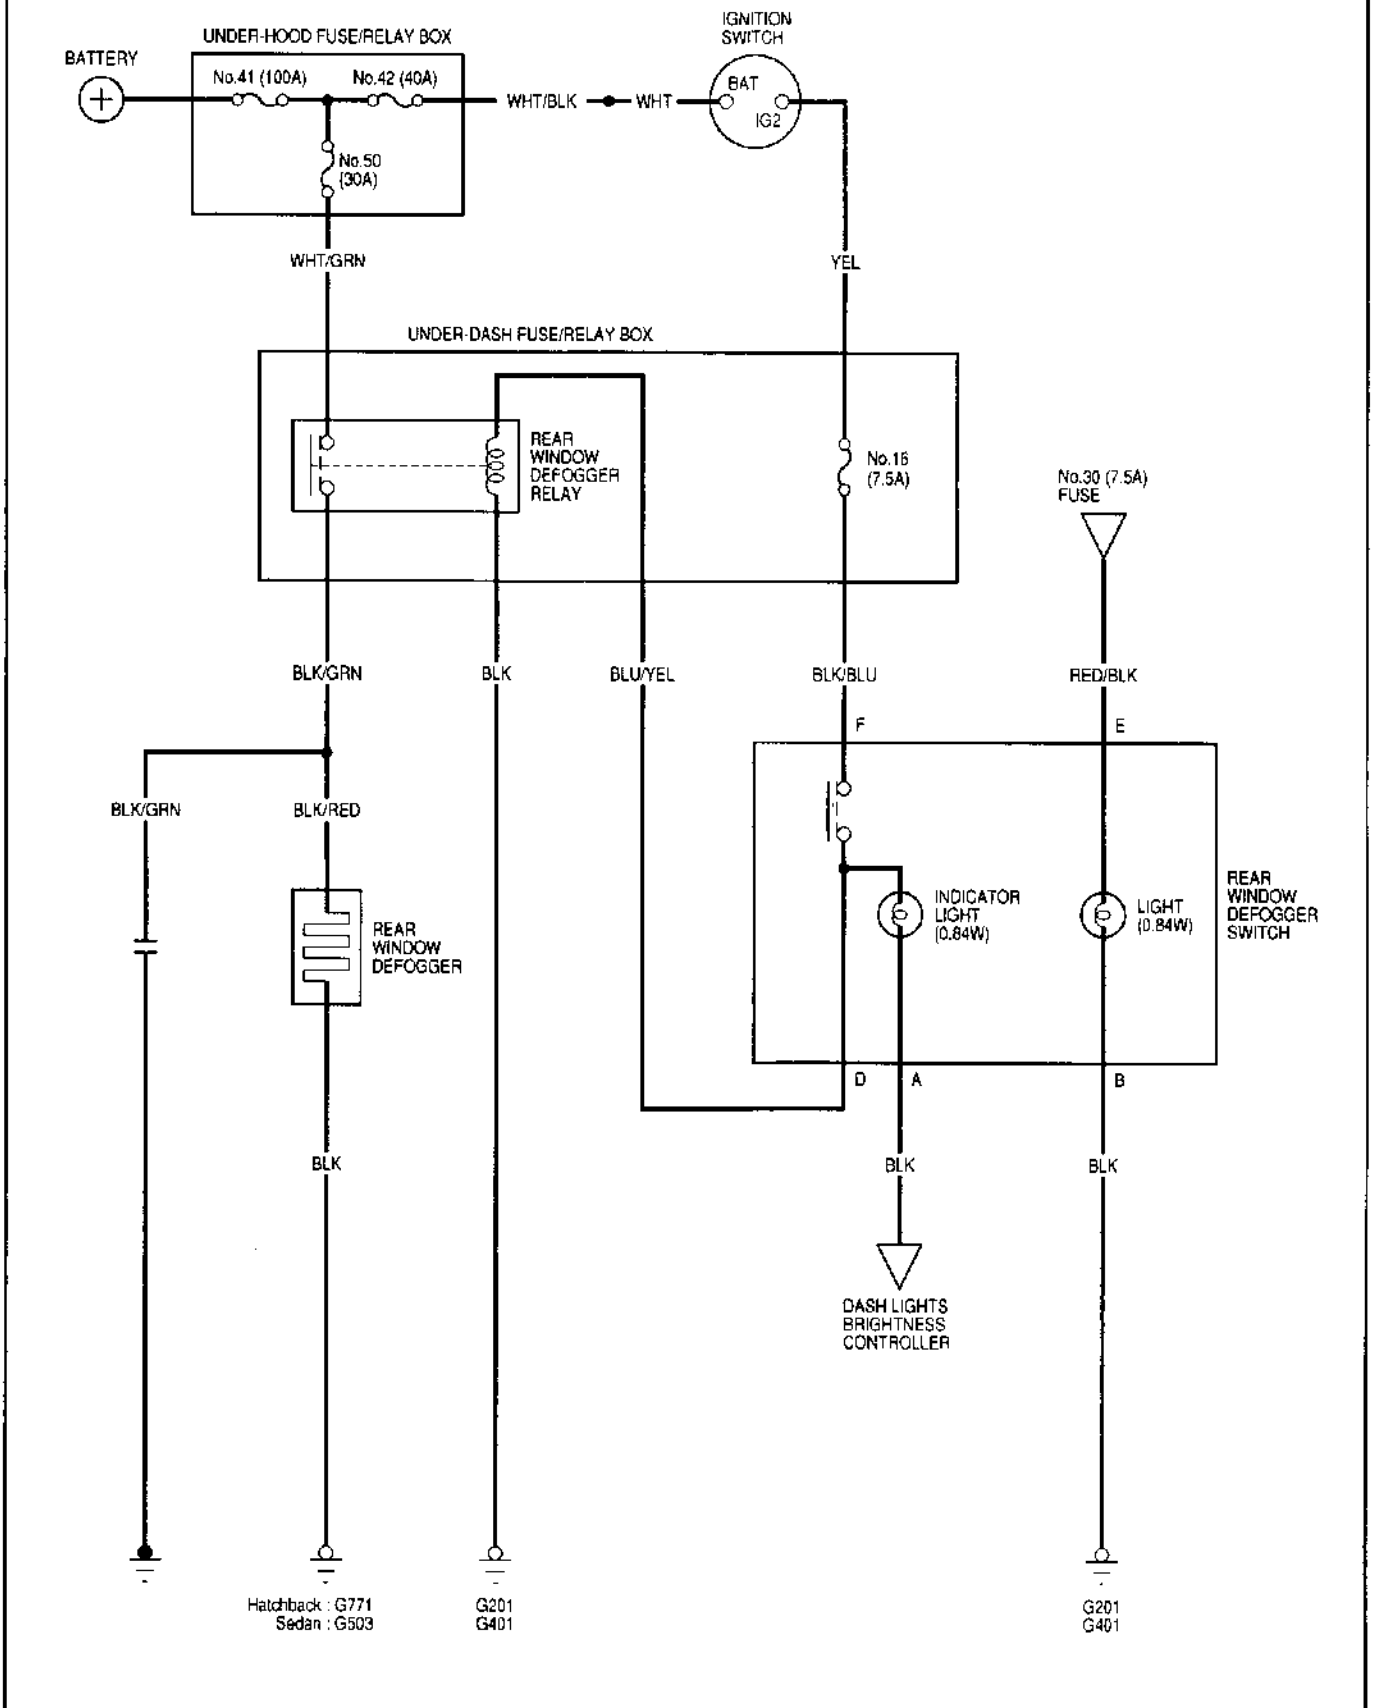 IGNITION
SWITCH
UNDER-HOOD FUSE/RELAY BOX
BATTERY
No.41 (100A)
No.42 (40A)
BAT
IG2
WHT/BLK
WHT
No.50
(30A)
WHT/GRN
YEL
UNDER-DASH FUSE/RELAY BOX
REAR
WINDOW
DEFOGGER
RELAY
No.16
(7.5A)
No.30 (7.5A)
FUSE
BLK/GRN
BLK
BLU/YEL
BLK/BLU
RED/BLK
F
E
BLK/GRN
BLK/RED
REAR
WINDOW
DEFOGGER
INDICATOR
LIGHT
(0.84W)
LIGHT
(0.84W)
REAR
WINDOW
DEFOGGER
SWITCH
D
A
B
BLK
BLK
BLK
DASH LIGHTS
BRIGHTNESS
CONTROLLER
Hatchback : G771
Sedan : G503
G201
G401
G201
G401